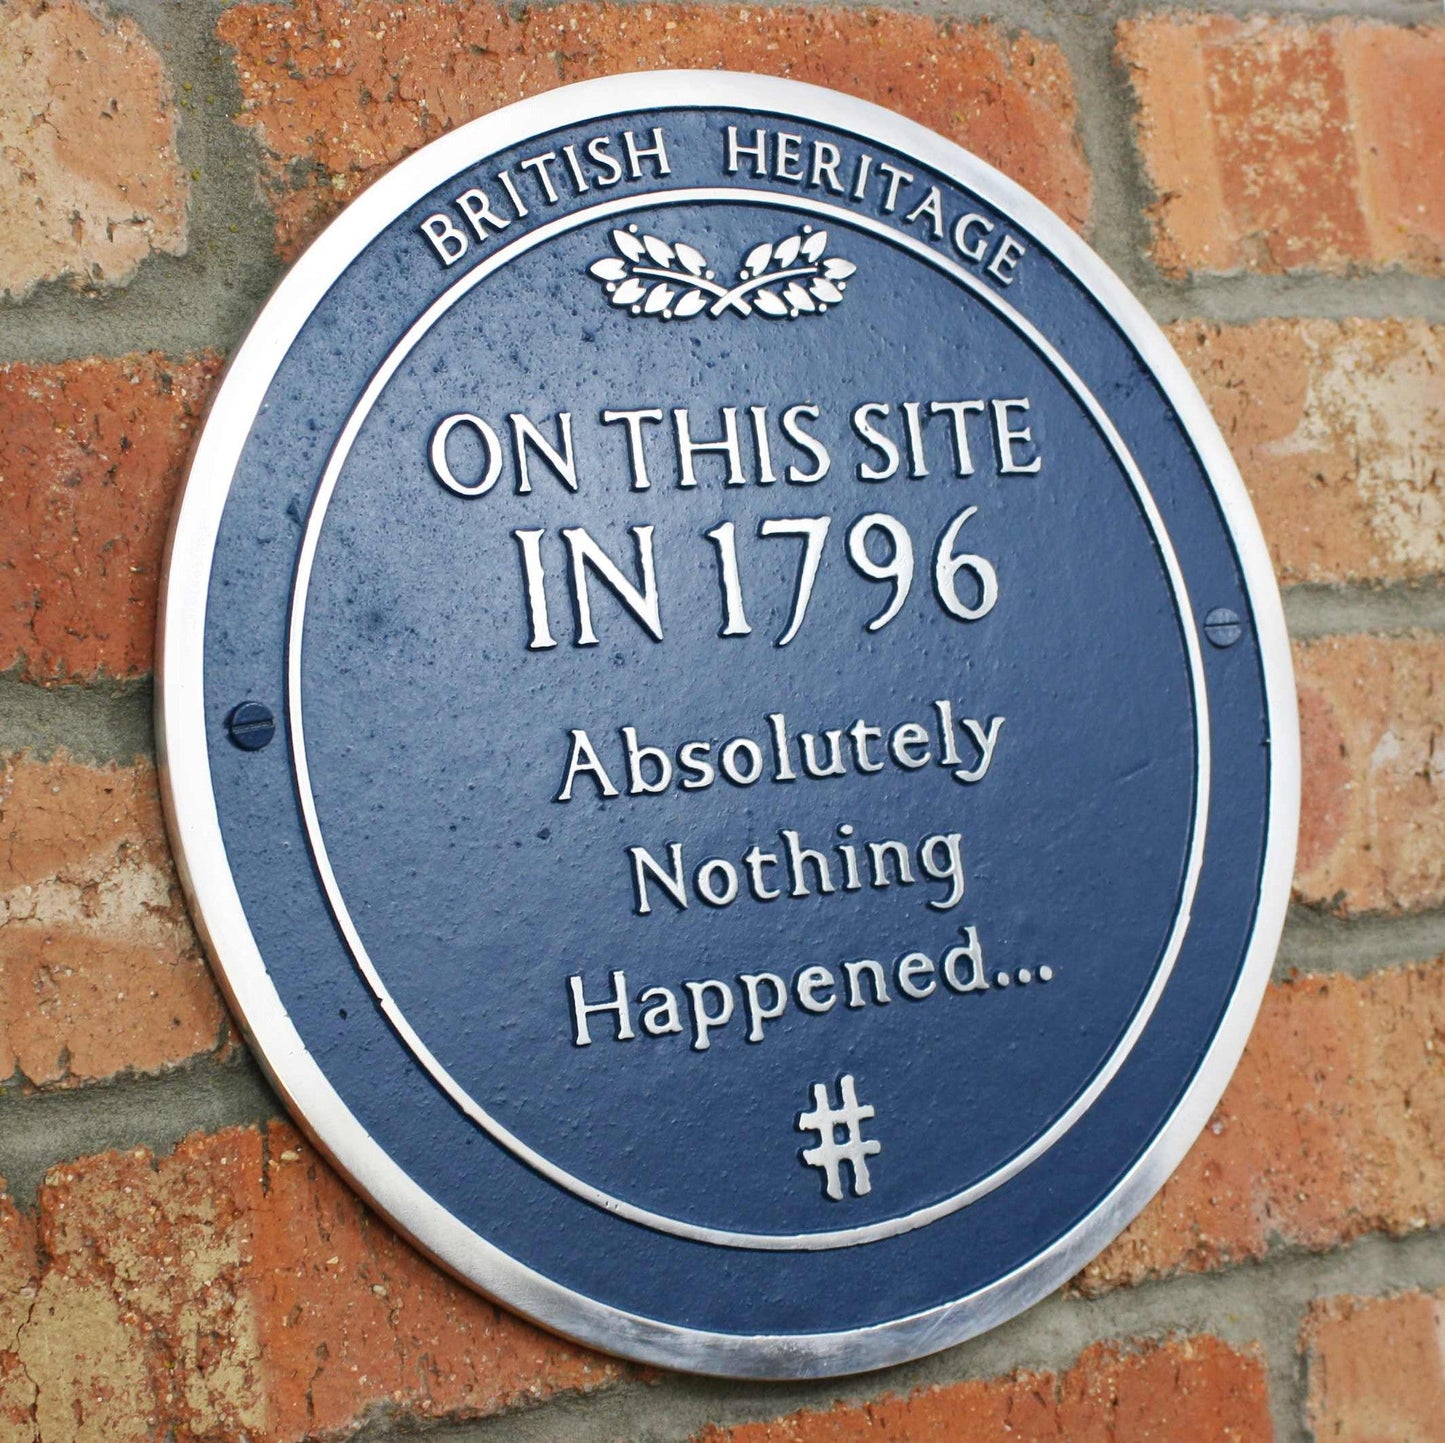 BRITISH HERITAGE
ON THIS SITE
IN 1796
Absolutely
Nothing
Happened...
#